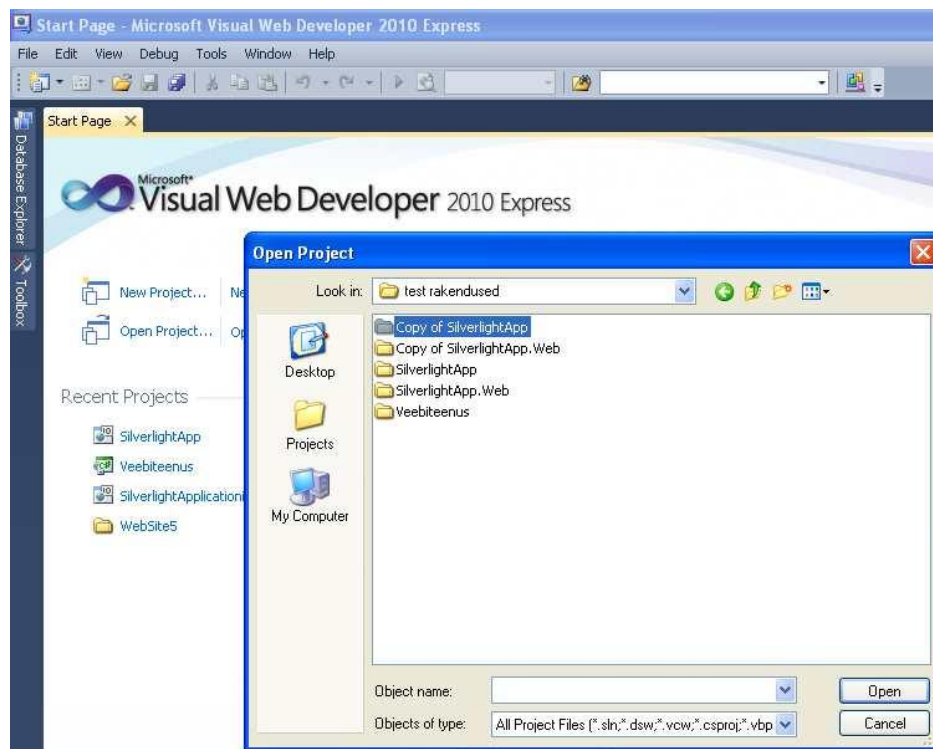 Start Page - Microsoft Visual Web Developer 2010 Express
File Edit View Debug Tools Window Help
Start Page
Database Explorer
Toolbox
Microsoft
Visual Web Developer 2010 Express
New Project... Ne
Open Project... Op
Recent Projects
SilverlightApp
Veebiteenus
SilverlightApplication
WebSite5
Open Project
Look in: test rakendused
Desktop
Projects
My Computer
Copy of SilverlightApp
Copy of SilverlightApp.Web
SilverlightApp
SilverlightApp.Web
Veebiteenus
Object name:
Open
Objects of type: All Project Files (*.sln;*.dsw;*.vcw;*.csproj;*.vbp
Cancel